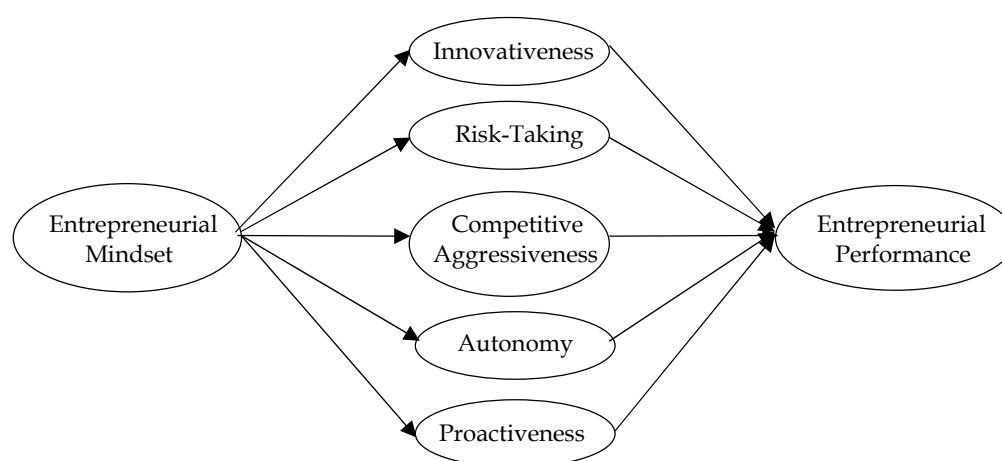 Innovativeness
Risk-Taking
Entrepreneurial
Mindset
Competitive
Aggressiveness
Entrepreneurial
Performance
Autonomy
Proactiveness